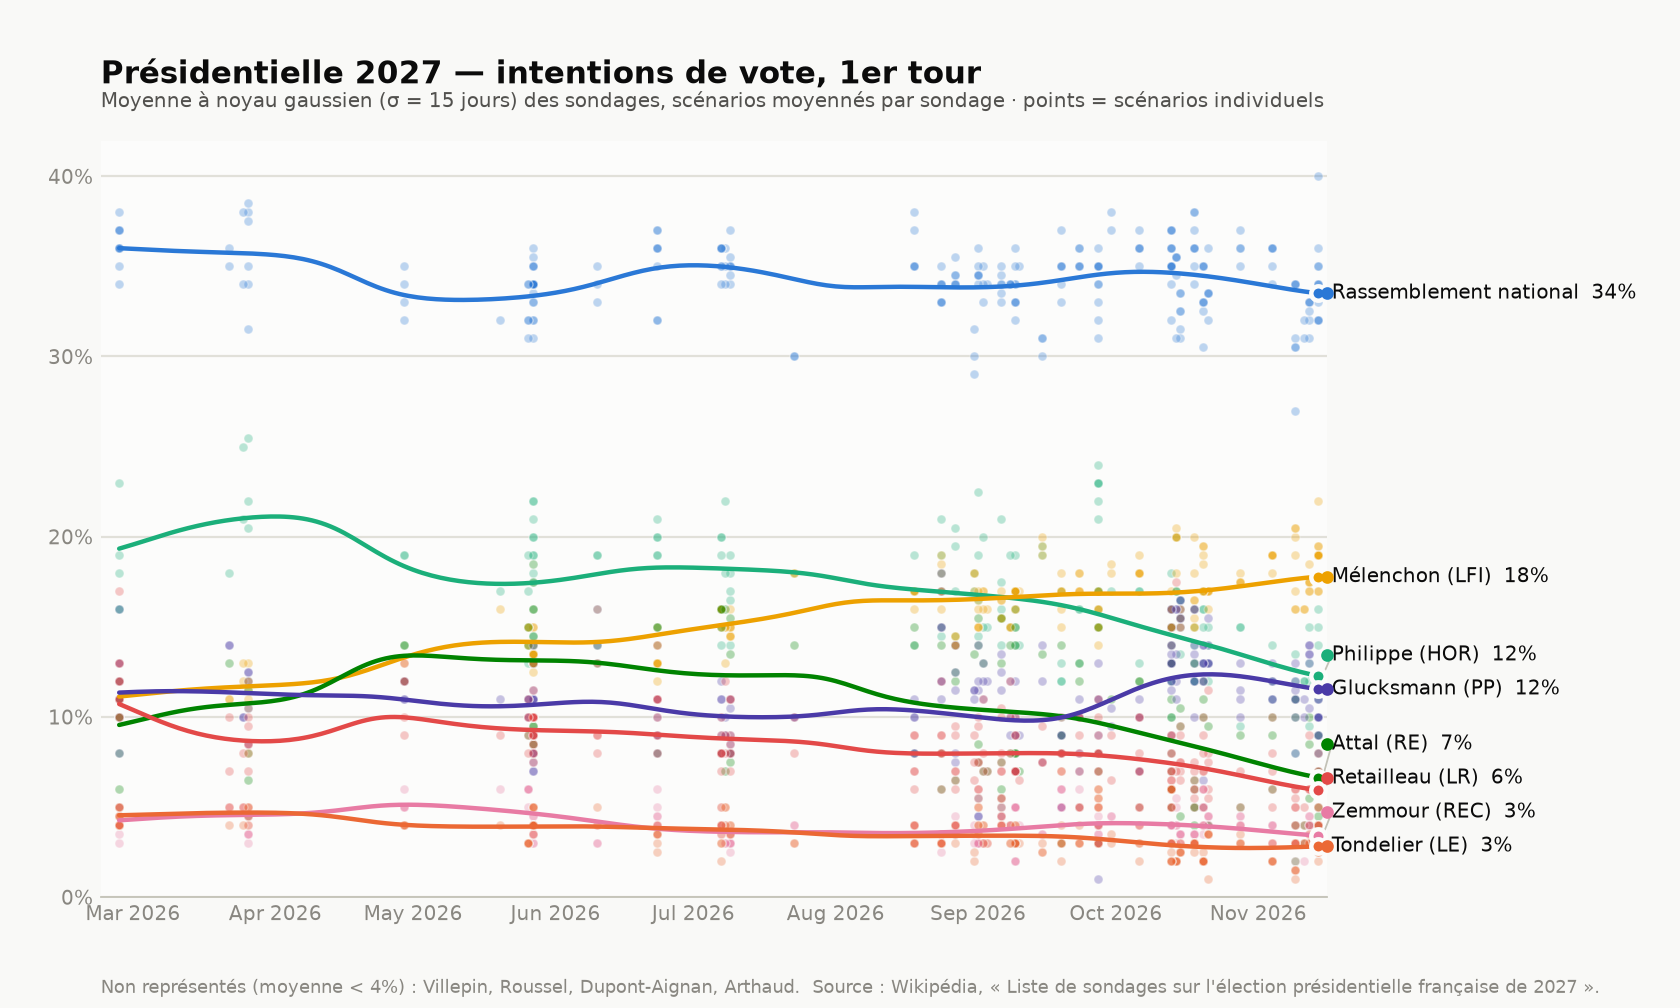 Présidentielle 2027 — intentions de vote, 1er tour
Moyenne à noyau gaussien (σ = 15 jours) des sondages, scénarios moyennés par sondage · points = scénarios individuels
40%
30%
20%
10%
0%
Rassemblement national 34%
Mélenchon (LFI) 18%
Philippe (HOR) 12%
Glucksmann (PP) 12%
Attal (RE) 7%
Retailleau (LR) 6%
Zemmour (REC) 3%
Tondelier (LE) 3%
Mar 2026
Apr 2026
May 2026
Jun 2026
Jul 2026
Aug 2026
Sep 2026
Oct 2026
Nov 2026
Non représentés (moyenne < 4%) : Villepin, Roussel, Dupont-Aignan, Arthaud. Source : Wikipédia, « Liste de sondages sur l'élection présidentielle française de 2027 ».